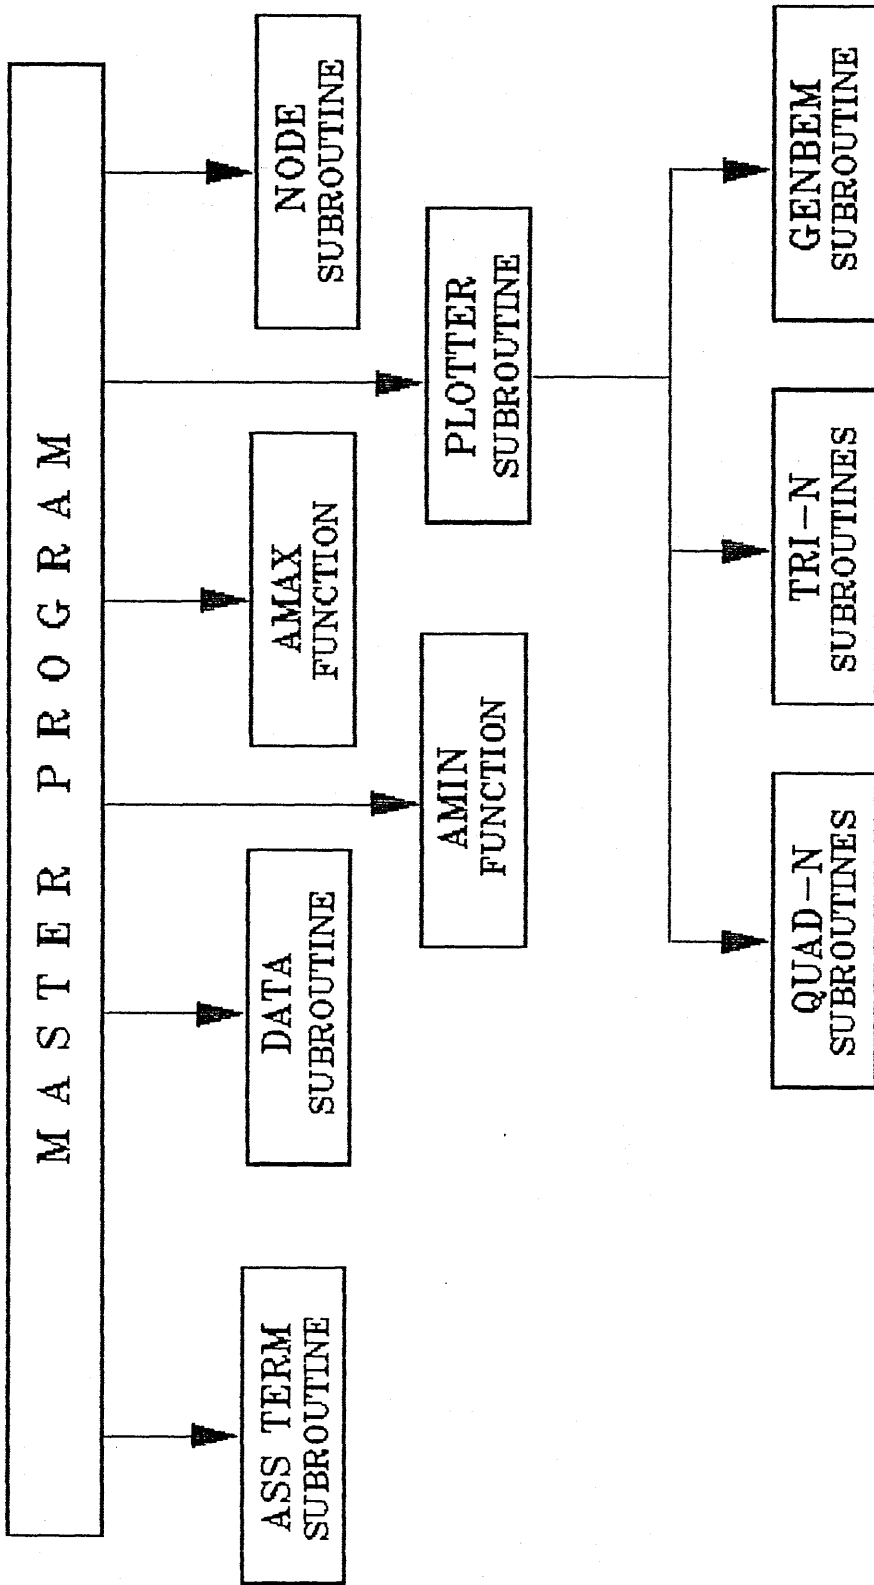 MASTER PROGRAM
ASS TERM
SUBROUTINE
DATA
SUBROUTINE
AMAX
FUNCTION
NODE
SUBROUTINE
AMIN
FUNCTION
PLOTTER
SUBROUTINE
QUAD-N
SUBROUTINES
TRI-N
SUBROUTINES
GENBEM
SUBROUTINE